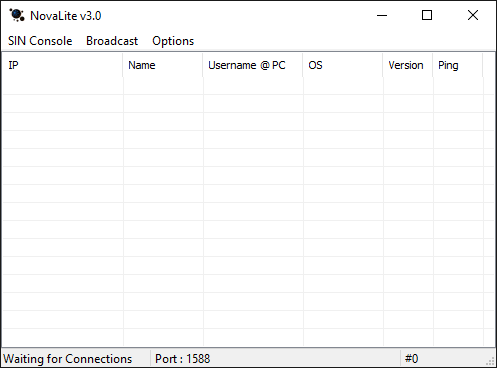 NovaLite v3.0
SIN Console Broadcast Options
IP Name Username @ PC OS Version Ping
Waiting for Connections Port : 1588 #0